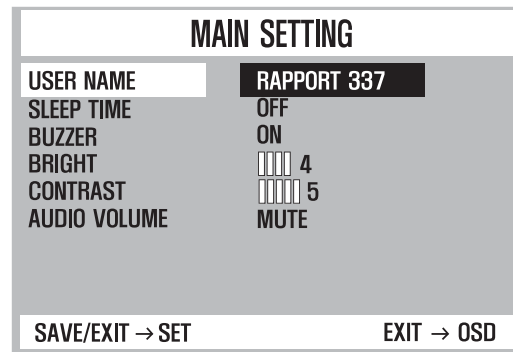 MAIN SETTING
USER NAME RAPPORT 337
SLEEP TIME OFF
BUZZER ON
BRIGHT 4
CONTRAST 5
AUDIO VOLUME MUTE
SAVE/EXIT → SET EXIT → OSD